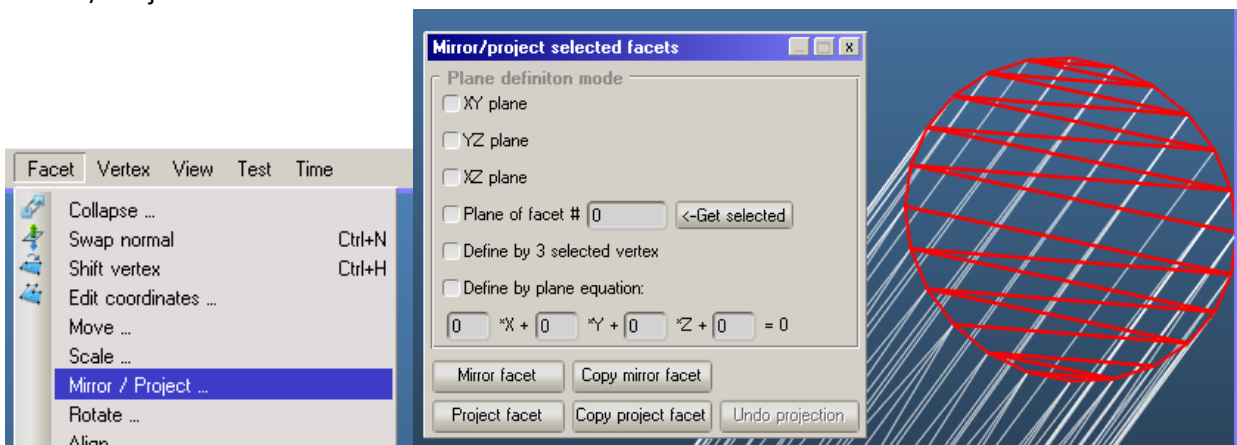 Facet Vertex View Test Time
Collapse ...
Swap normal Ctrl+N
Shift vertex Ctrl+H
Edit coordinates ...
Move ...
Scale ...
Mirror / Project ...
Rotate ...
Mirror/project selected facets
Plane definiton mode
XY plane
YZ plane
XZ plane
Plane of facet # 0 <-Get selected
Define by 3 selected vertex
Define by plane equation:
0 *X + 0 *Y + 0 *Z + 0 = 0
Mirror facet Copy mirror facet
Project facet Copy project facet Undo projection